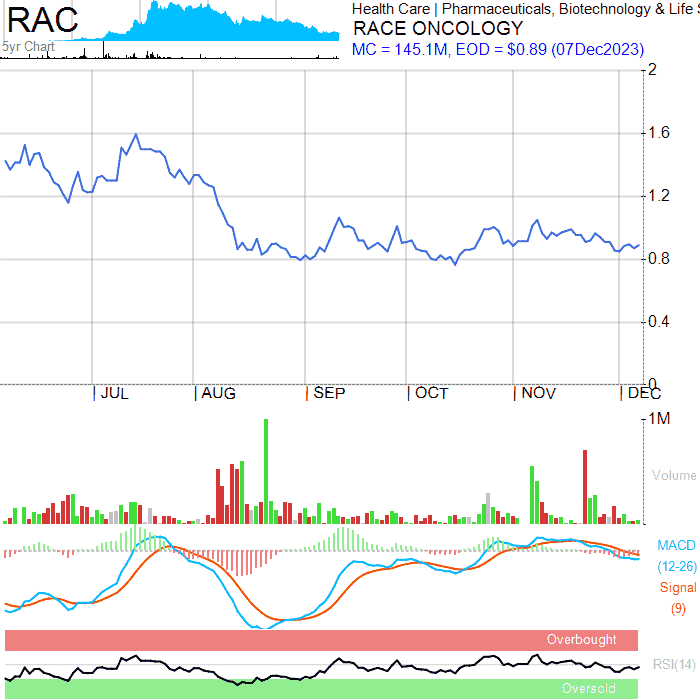 RAC
5yr Chart
Health Care | Pharmaceuticals, Biotechnology & Life S
RACE ONCOLOGY
MC = 145.1M, EOD = $0.89 (07Dec2023)
2
1.6
1.2
0.8
0.4
0
JUL AUG SEP OCT NOV DEC
1M
Volume
MACD
(12-26)
Signal
(9)
Overbought
RSI(14)
Oversold